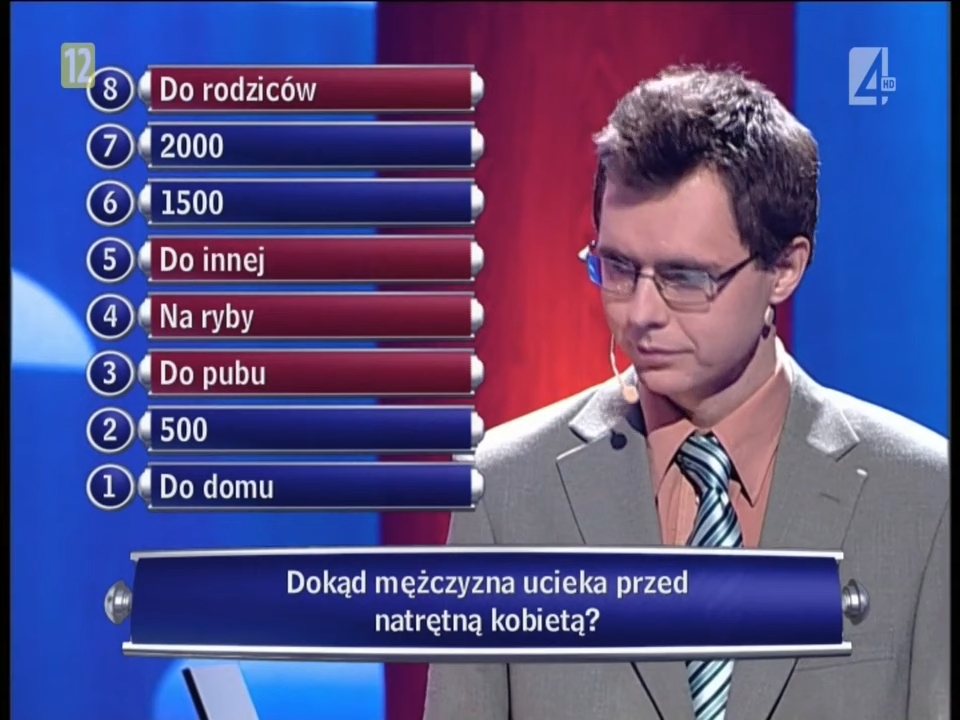 12
4 HD
8 Do rodziców
7 2000
6 1500
5 Do innej
4 Na ryby
3 Do pubu
2 500
1 Do domu
Dokąd mężczyzna ucieka przed
natrętną kobietą?